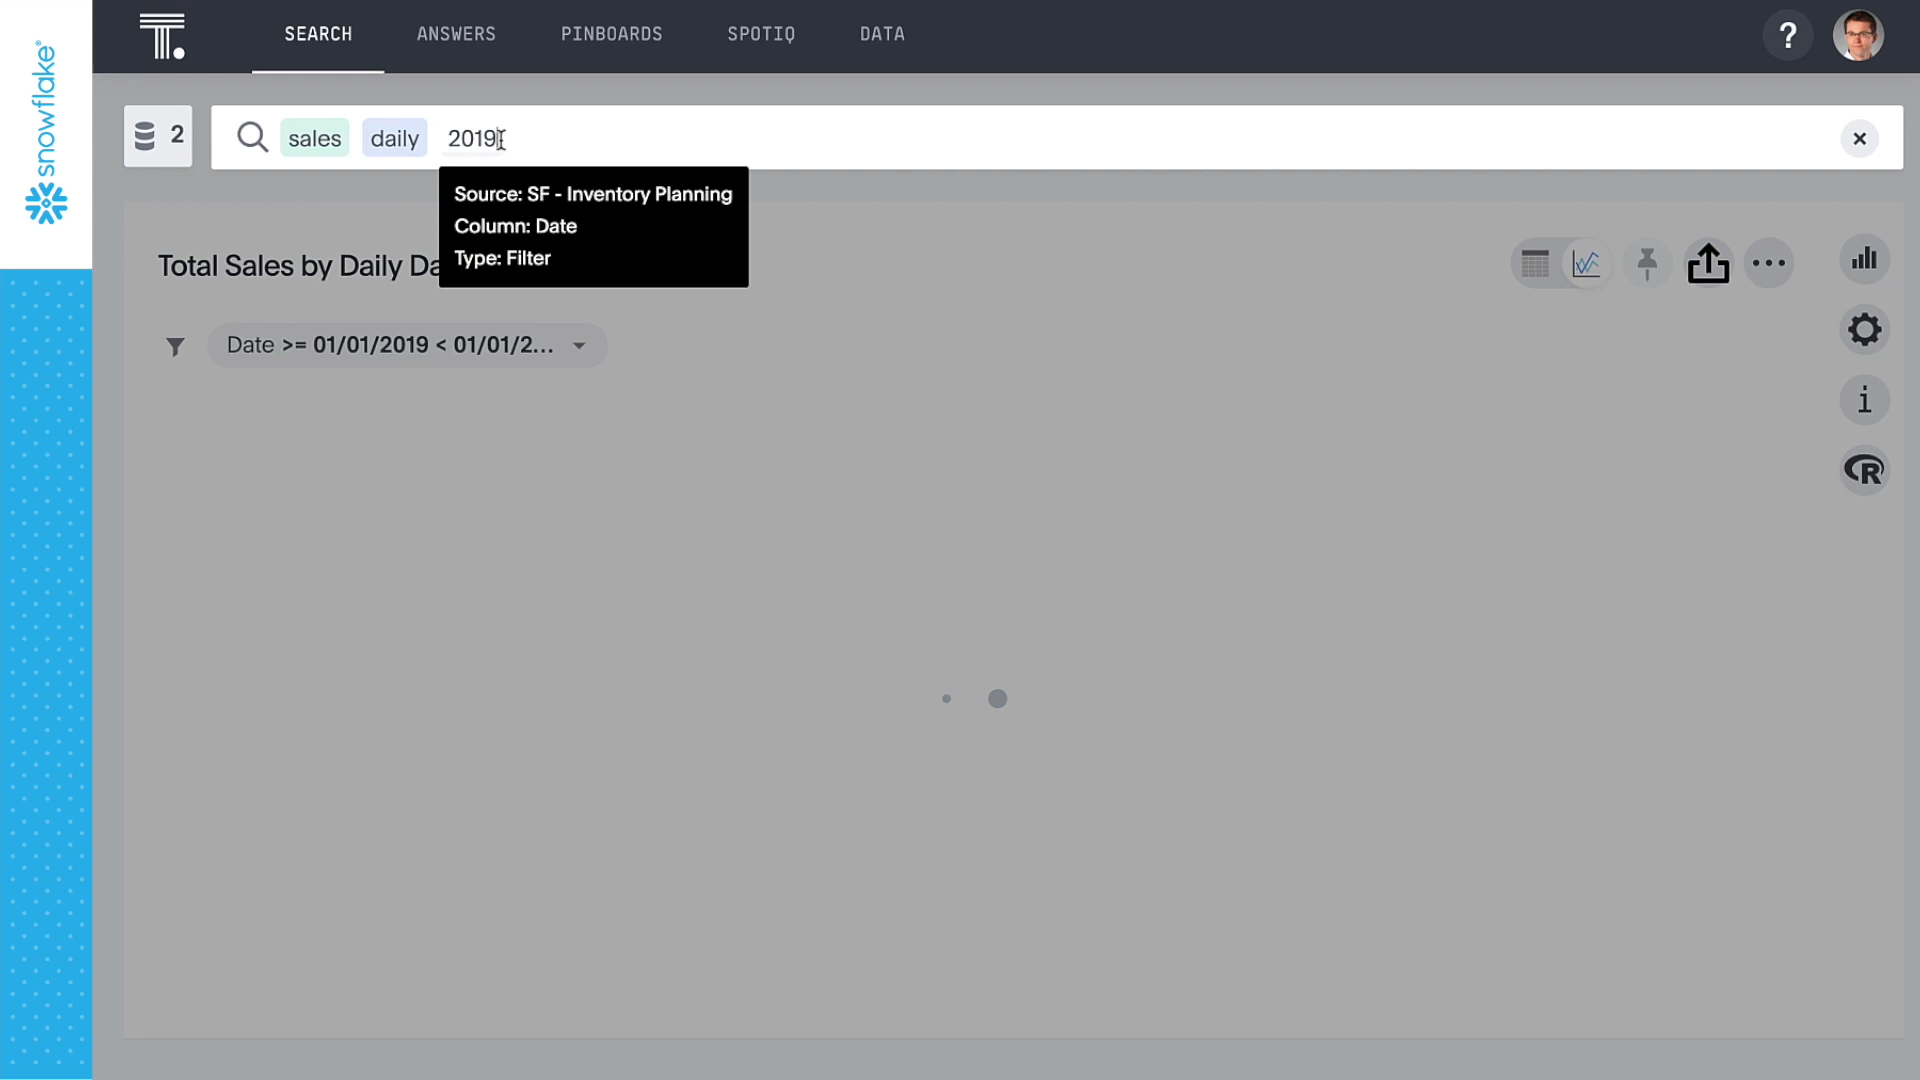 snowflake®
T.
SEARCH
ANSWERS
PINBOARDS
SPOTIQ
DATA
?
2
sales daily 2019
Source: SF - Inventory Planning
Column: Date
Type: Filter
Total Sales by Daily Da
Date >= 01/01/2019 < 01/01/2...
i
R